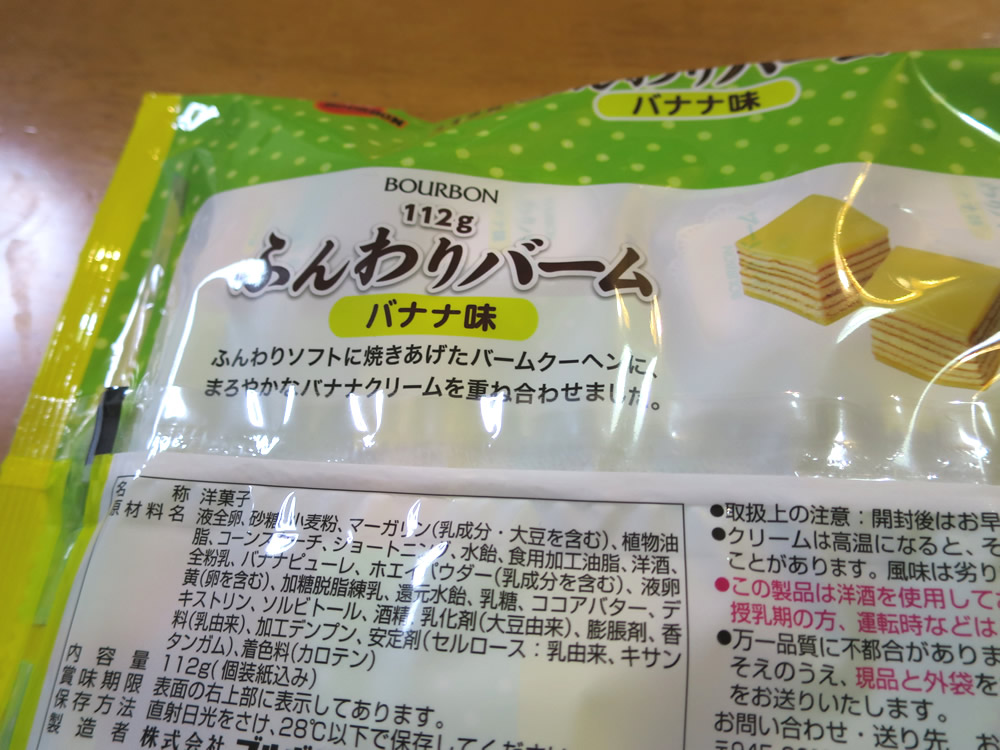 ふんわりバーム
バナナ味
BOURBON
112g
ふんわりバーム
バナナ味
ふんわりソフトに焼きあげたバームクーヘンに、
まろやかなバナナクリームを重ね合わせました。
名称 洋菓子
原材料名 液全卵、砂糖、小麦粉、マーガリン(乳成分・大豆を含む)、植物油
脂、コーンスターチ、ショートニング、水飴、食用加工油脂、洋酒、
全粉乳、バナナピューレ、ホエイパウダー(乳成分を含む)、液卵
黄(卵を含む)、加糖脱脂練乳、還元水飴、乳糖、ココアバター、デ
キストリン、ソルビトール、酒精、乳化剤(大豆由来)、膨脹剤、香
料(乳由来)、加工デンプン、安定剤(セルロース:乳由来、キサン
タンガム)、着色料(カロテン)
内容量 112g(個装紙込み)
賞味期限 表面の右上部に表示してあります。
保存方法 直射日光をさけ、28℃以下で保存してください
製造者 株式会社ブルボ
●取扱上の注意:開封後はお早
●クリームは高温になると、そ
ことがあります。風味は劣り
●この製品は洋酒を使用して
授乳期の方、運転時などは
●万一品質に不都合がありま
そえのうえ、現品と外袋を
をお送りいたします。
お問い合わせ・送り先 お